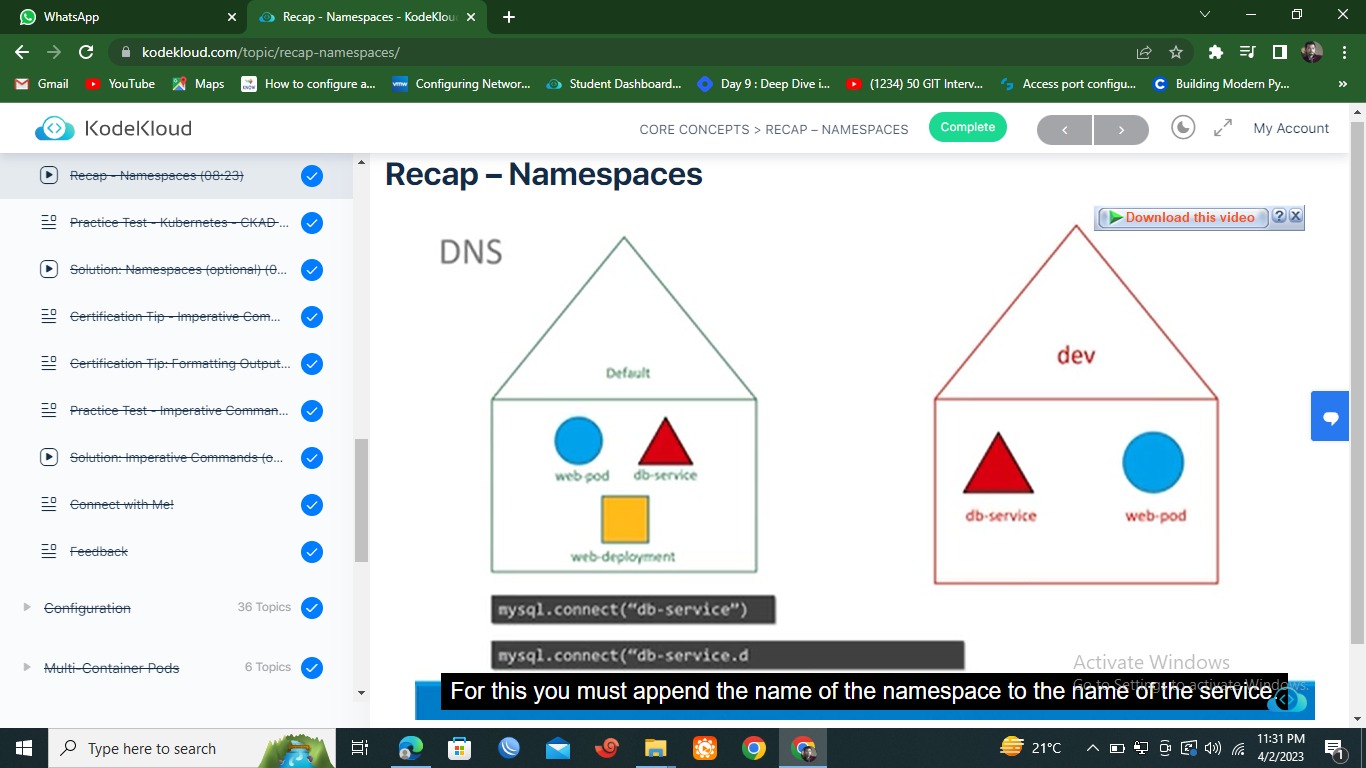 WhatsApp
Recap - Namespaces - KodeKlou
kodekloud.com/topic/recap-namespaces/
Gmail YouTube Maps How to configure a... Configuring Networ... Student Dashboard... Day 9 : Deep Dive i... (1234) 50 GIT Interv... Access port configu... Building Modern Py... »
KodeKloud
CORE CONCEPTS > RECAP – NAMESPACES
Complete
My Account
Recap - Namespaces (08:23)
Practice Test - Kubernetes - CKAD ...
Solution: Namespaces (optional) (0...
Certification Tip - Imperative Com...
Certification Tip: Formatting Output...
Practice Test - Imperative Comman...
Solution: Imperative Commands (o...
Connect with Me!
Feedback
Configuration 36 Topics
Multi-Container Pods 6 Topics
Recap – Namespaces
Download this video ? X
DNS
Default
web-pod db-service
web-deployment
dev
db-service web-pod
mysql.connect(“db-service”)
mysql.connect(“db-service.d
For this you must append the name of the namespace to the name of the service.
Activate Windows
Go to Settings to activate Windows.
Type here to search
21°C
11:31 PM
4/2/2023
1